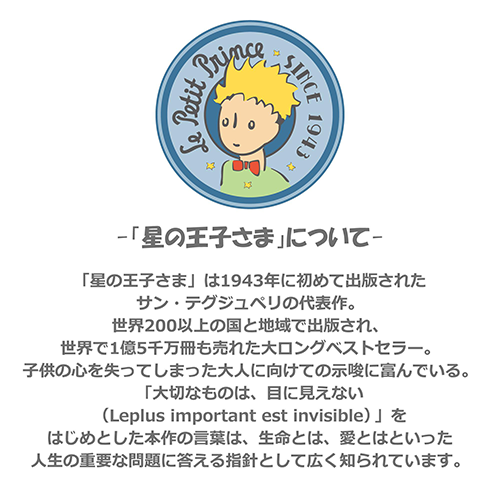 Le Petit Prince SINCE 1943
-「星の王子さま」について-
「星の王子さま」は1943年に初めて出版された
サン・テグジュペリの代表作。
世界200以上の国と地域で出版され、
世界で1億5千万冊も売れた大ロングベストセラー。
子供の心を失ってしまった大人に向けての示唆に富んでいる。
「大切なものは、目に見えない
（Leplus important est invisible）」を
はじめとした本作の言葉は、生命とは、愛とはといった
人生の重要な問題に答える指針として広く知られています。